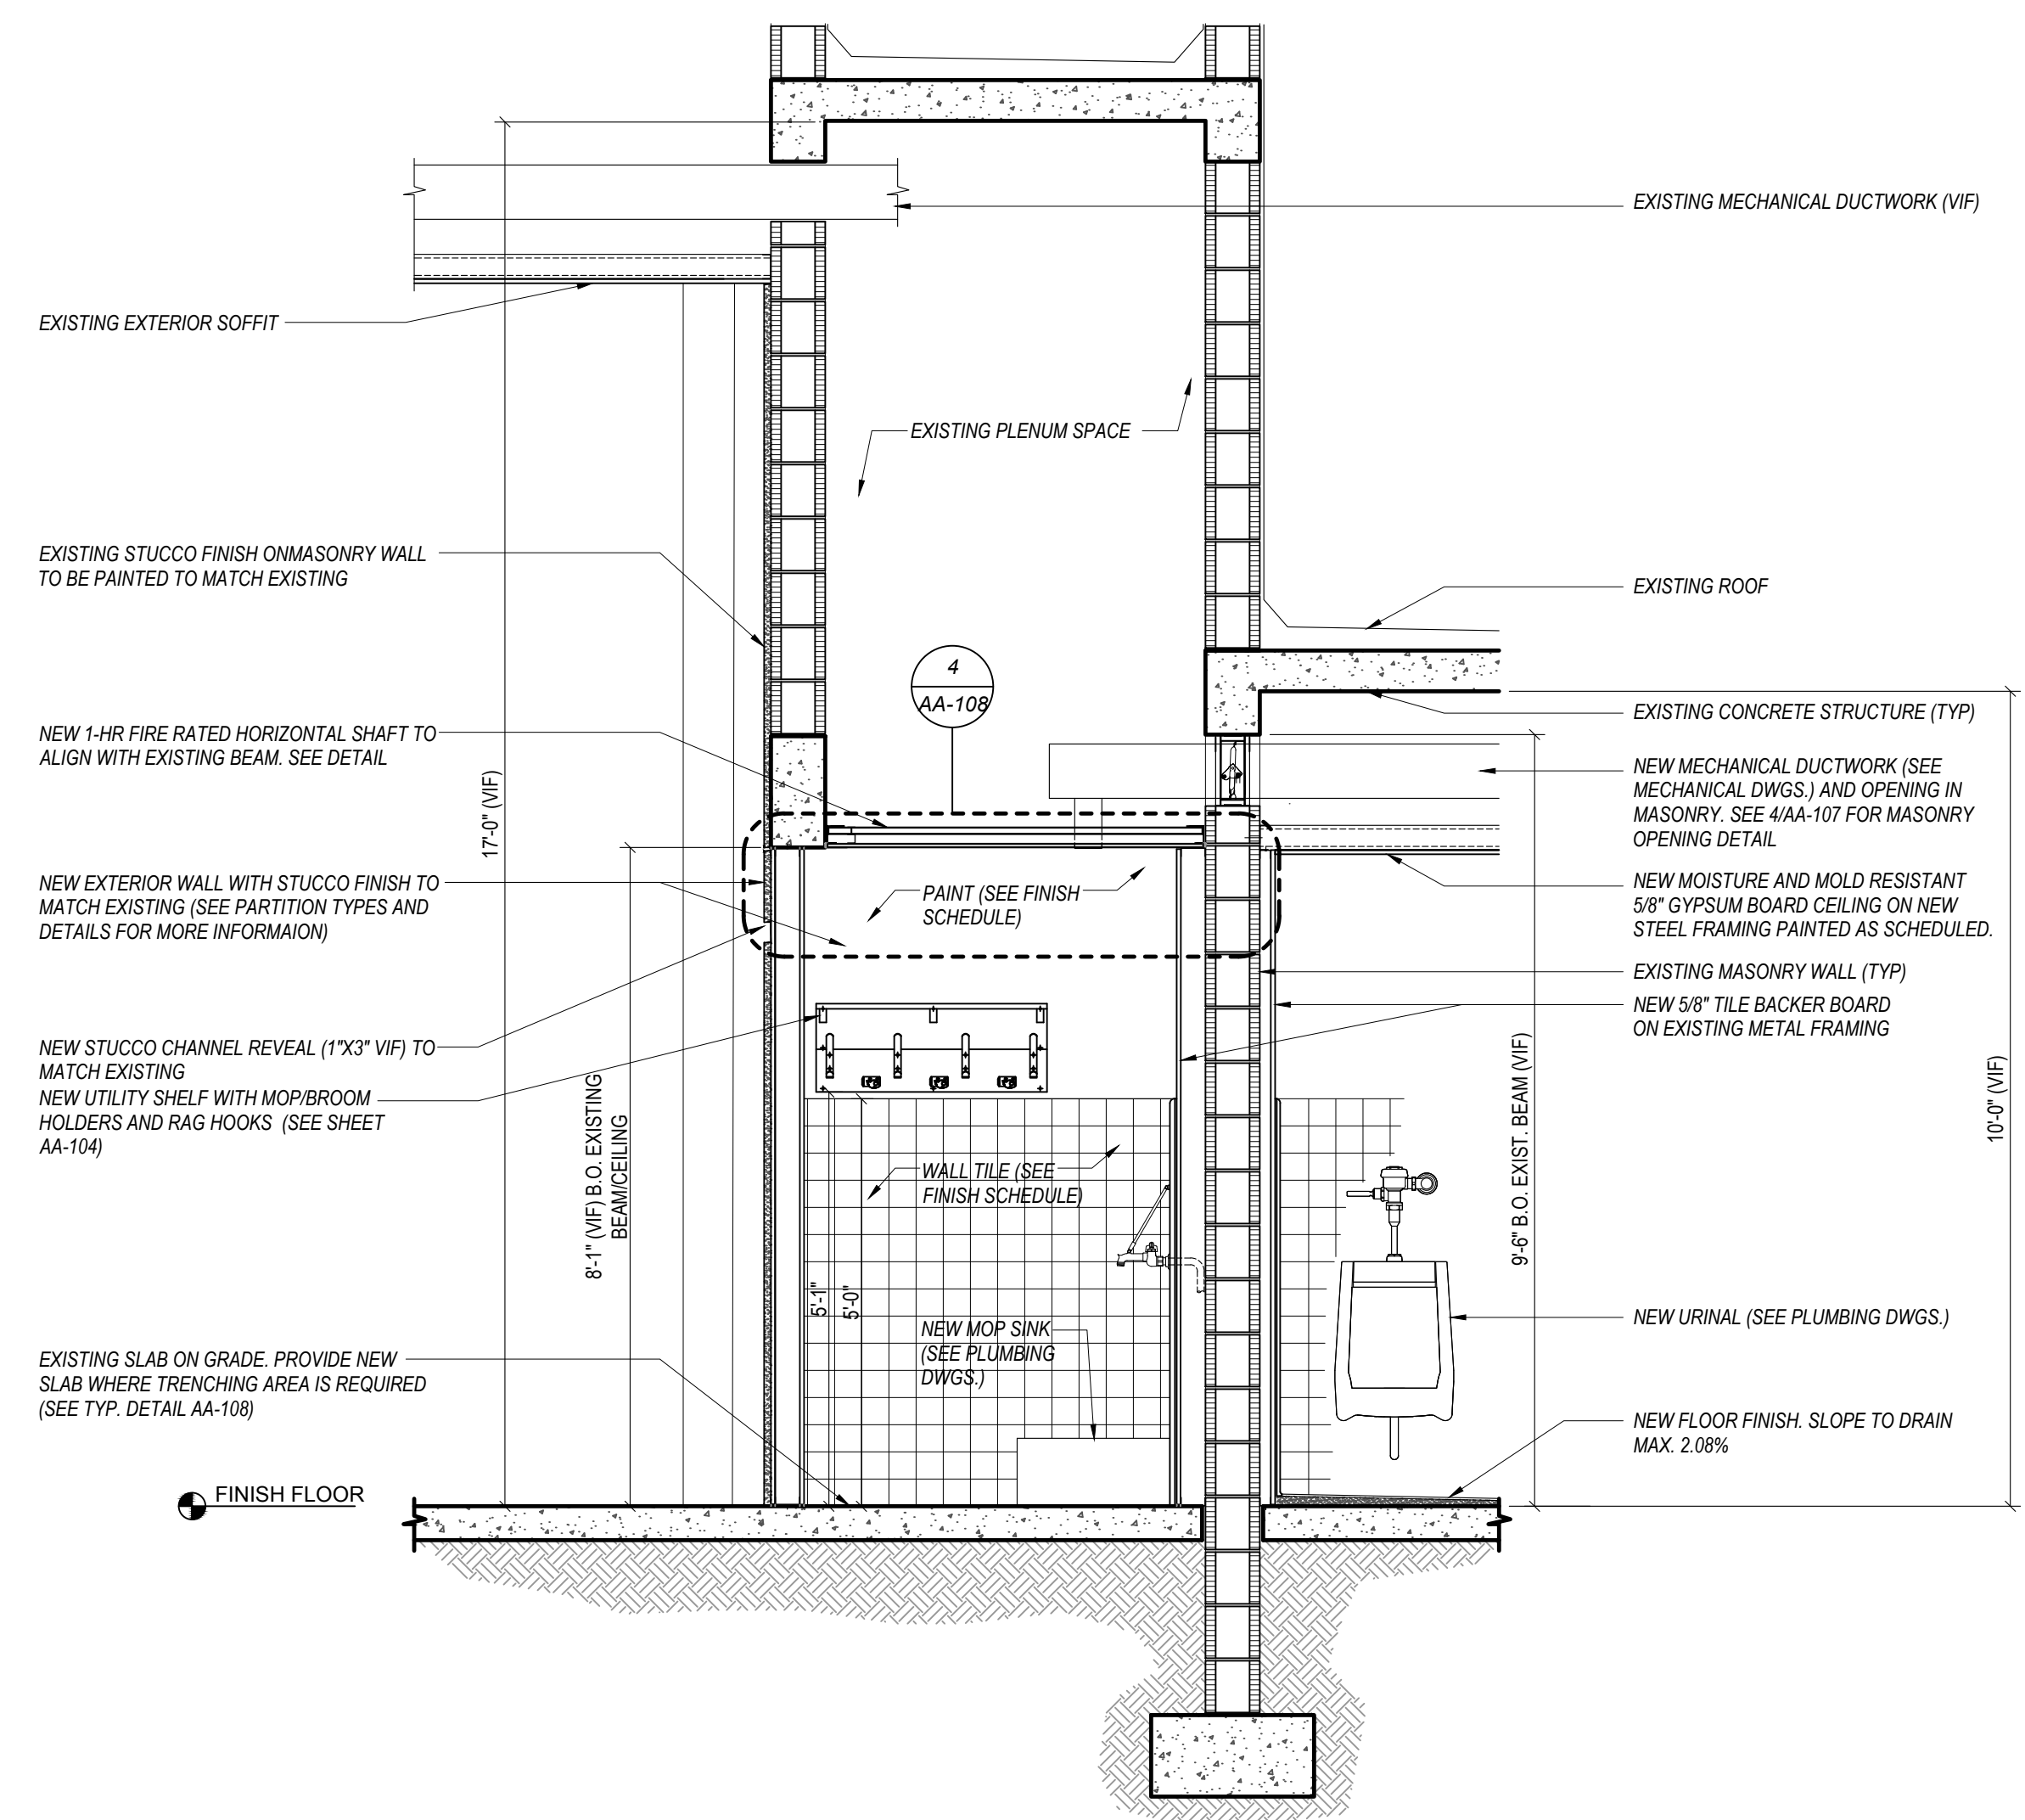 EXISTING MECHANICAL DUCTWORK (VIF)
EXISTING EXTERIOR SOFFIT
EXISTING PLENUM SPACE
EXISTING STUCCO FINISH ONMASONRY WALL
TO BE PAINTED TO MATCH EXISTING
EXISTING ROOF
4
AA-108
NEW 1-HR FIRE RATED HORIZONTAL SHAFT TO
ALIGN WITH EXISTING BEAM. SEE DETAIL
17'-0" (VIF)
EXISTING CONCRETE STRUCTURE (TYP)
NEW MECHANICAL DUCTWORK (SEE
MECHANICAL DWGS.) AND OPENING IN
MASONRY. SEE 4/AA-107 FOR MASONRY
OPENING DETAIL
NEW EXTERIOR WALL WITH STUCCO FINISH TO
MATCH EXISTING (SEE PARTITION TYPES AND
DETAILS FOR MORE INFORMAION)
PAINT (SEE FINISH
SCHEDULE)
NEW MOISTURE AND MOLD RESISTANT
5/8" GYPSUM BOARD CEILING ON NEW
STEEL FRAMING PAINTED AS SCHEDULED.
EXISTING MASONRY WALL (TYP)
NEW 5/8" TILE BACKER BOARD
ON EXISTING METAL FRAMING
NEW STUCCO CHANNEL REVEAL (1"X3" VIF) TO
MATCH EXISTING
NEW UTILITY SHELF WITH MOP/BROOM
HOLDERS AND RAG HOOKS (SEE SHEET
AA-104)
8'-1" (VIF) B.O. EXISTING
BEAM/CEILING
5'-1"
5'-0"
WALL TILE (SEE
FINISH SCHEDULE)
9'-6" B.O. EXIST. BEAM (VIF)
10'-0" (VIF)
NEW MOP SINK
(SEE PLUMBING
DWGS.)
NEW URINAL (SEE PLUMBING DWGS.)
EXISTING SLAB ON GRADE. PROVIDE NEW
SLAB WHERE TRENCHING AREA IS REQUIRED
(SEE TYP. DETAIL AA-108)
NEW FLOOR FINISH. SLOPE TO DRAIN
MAX. 2.08%
FINISH FLOOR